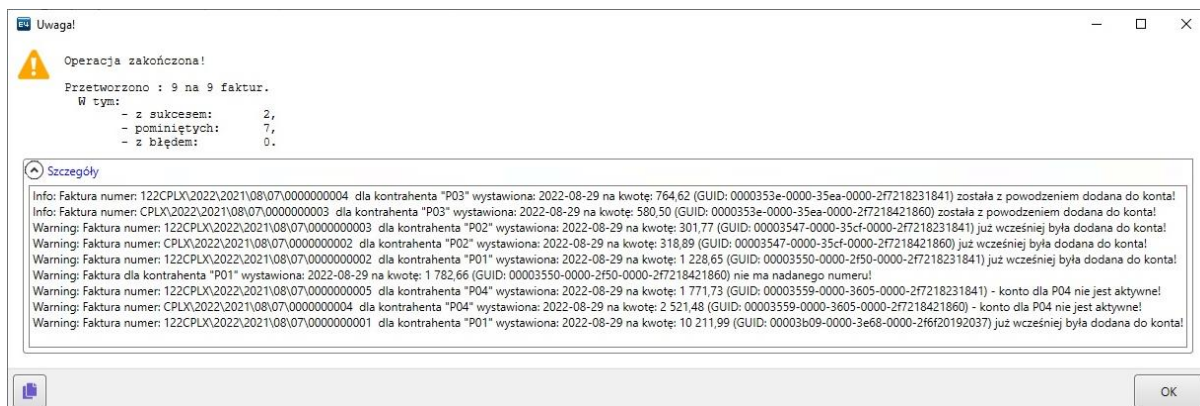 E4 Uwaga!
Operacja zakończona!
Przetworzono : 9 na 9 faktur.
W tym:
- z sukcesem: 2,
- pominiętych: 7,
- z błędem: 0.
Szczegóły
Info: Faktura numer: 122CPLX\2022\2021\08\07\0000000004 dla kontrahenta "P03" wystawiona: 2022-08-29 na kwotę: 764,62 (GUID: 0000353e-0000-35ea-0000-2f7218231841) została z powodzeniem dodana do konta!
Info: Faktura numer: CPLX\2022\2021\08\07\0000000003 dla kontrahenta "P03" wystawiona: 2022-08-29 na kwotę: 580,50 (GUID: 0000353e-0000-35ea-0000-2f7218421860) została z powodzeniem dodana do konta!
Warning: Faktura numer: 122CPLX\2022\2021\08\07\0000000003 dla kontrahenta "P02" wystawiona: 2022-08-29 na kwotę: 301,77 (GUID: 00003547-0000-35cf-0000-2f7218231841) już wcześniej była dodana do konta!
Warning: Faktura numer: CPLX\2022\2021\08\07\0000000002 dla kontrahenta "P02" wystawiona: 2022-08-29 na kwotę: 318,89 (GUID: 00003547-0000-35cf-0000-2f7218421860) już wcześniej była dodana do konta!
Warning: Faktura numer: 122CPLX\2022\2021\08\07\0000000002 dla kontrahenta "P01" wystawiona: 2022-08-29 na kwotę: 1 228,65 (GUID: 00003550-0000-2f50-0000-2f7218231841) już wcześniej była dodana do konta!
Warning: Faktura dla kontrahenta "P01" wystawiona: 2022-08-29 na kwotę: 1 782,66 (GUID: 00003550-0000-2f50-0000-2f7218421860) nie ma nadanego numeru!
Warning: Faktura numer: 122CPLX\2022\2021\08\07\0000000005 dla kontrahenta "P04" wystawiona: 2022-08-29 na kwotę: 1 771,73 (GUID: 00003559-0000-3605-0000-2f7218231841) - konto dla P04 nie jest aktywne!
Warning: Faktura numer: CPLX\2022\2021\08\07\0000000004 dla kontrahenta "P04" wystawiona: 2022-08-29 na kwotę: 2 521,48 (GUID: 00003559-0000-3605-0000-2f7218421860) - konto dla P04 nie jest aktywne!
Warning: Faktura numer: 122CPLX\2022\2021\08\07\0000000001 dla kontrahenta "P01" wystawiona: 2022-08-29 na kwotę: 10 211,99 (GUID: 00003b09-0000-3e68-0000-2f6f20192037) już wcześniej była dodana do konta!
OK